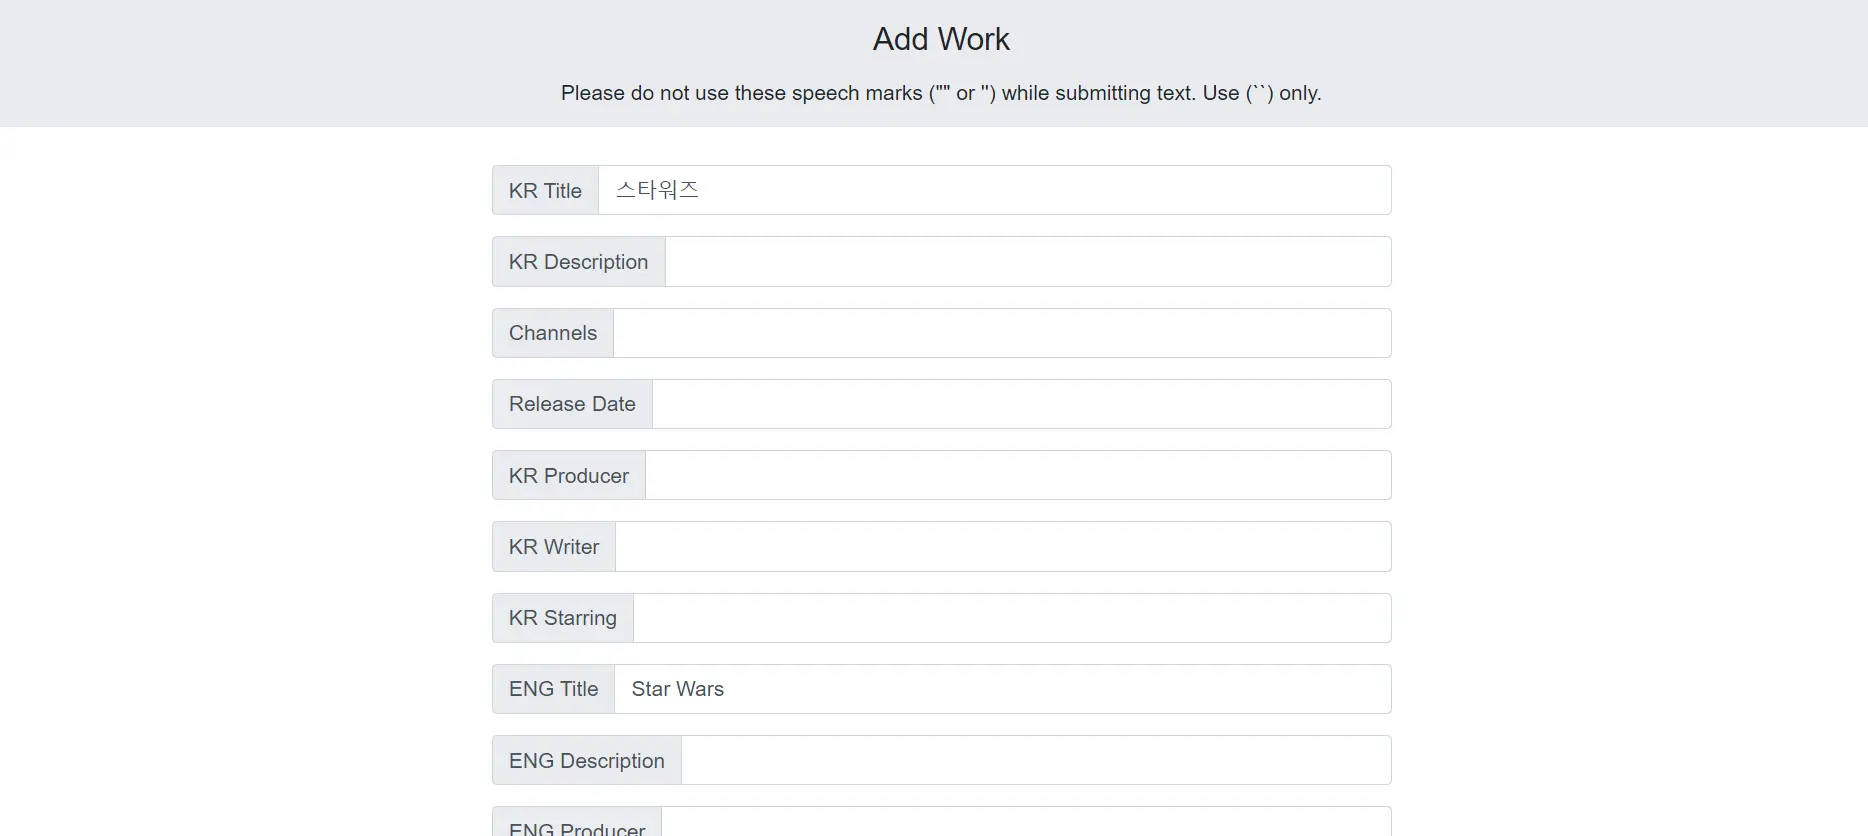 Add Work
Please do not use these speech marks ("" or '') while submitting text. Use (``) only.
KR Title 스타워즈
KR Description
Channels
Release Date
KR Producer
KR Writer
KR Starring
ENG Title Star Wars
ENG Description
ENG Producer